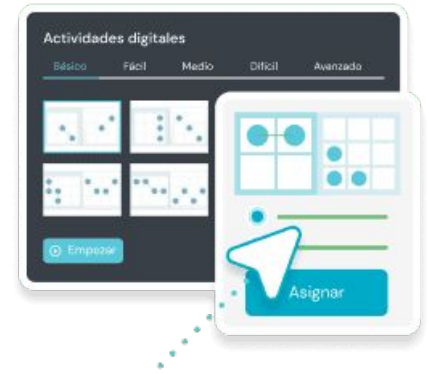 Actividades digitales
Básico Fácil Medio Difícil Avanzado
Empezar
Asignar